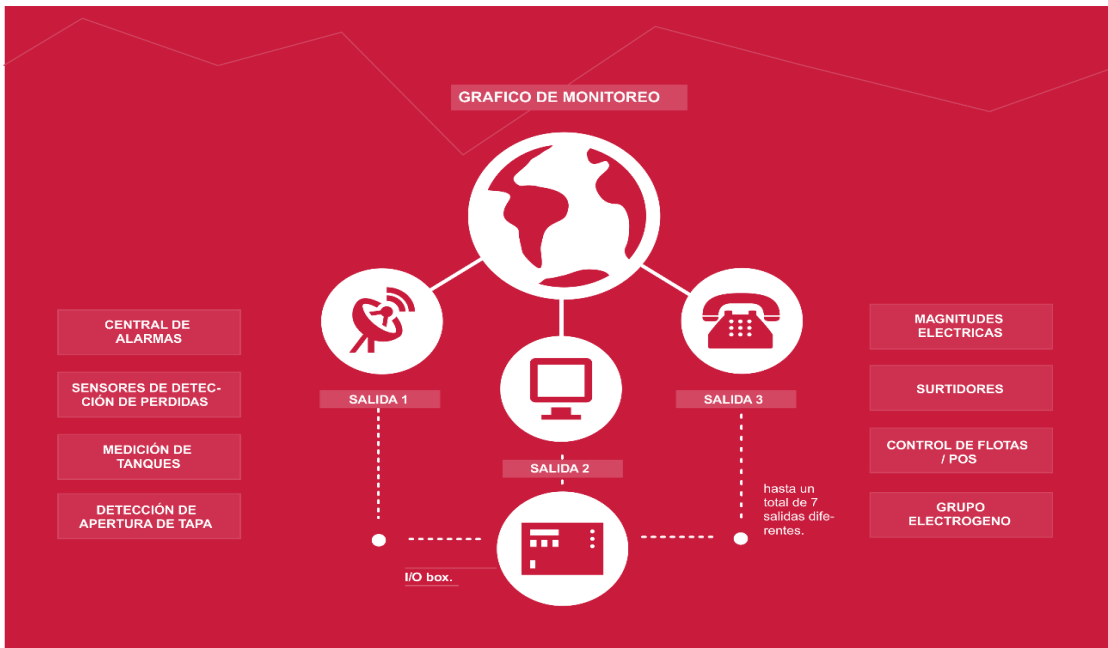 GRAFICO DE MONITOREO
CENTRAL DE
ALARMAS
SENSORES DE DETEC-
CIÓN DE PERDIDAS
MEDICIÓN DE
TANQUES
DETECCIÓN DE
APERTURA DE TAPA
SALIDA 1
SALIDA 2
SALIDA 3
I/O box.
hasta un
total de 7
salidas dife-
rentes.
MAGNITUDES
ELECTRICAS
SURTIDORES
CONTROL DE FLOTAS
/ POS
GRUPO
ELECTROGENO